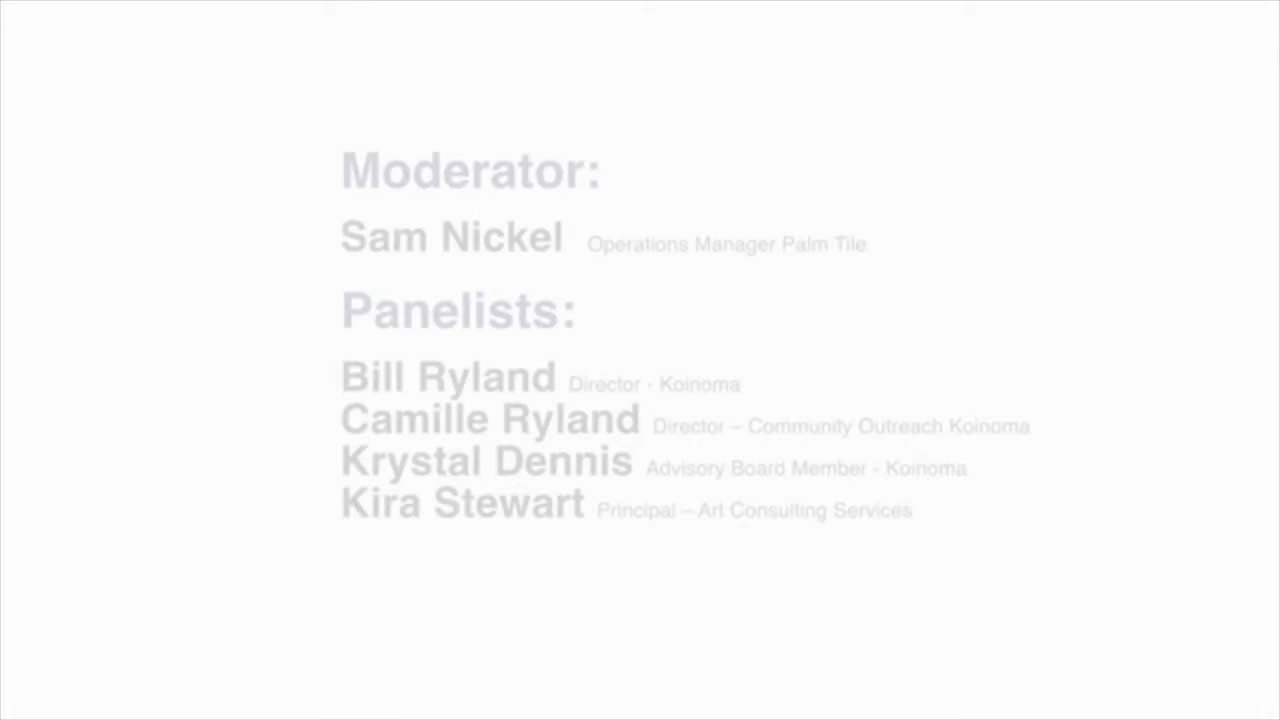 Moderator:
Sam Nickel Operations Manager Palm Tile
Panelists:
Bill Ryland Director - Koinoma
Camille Ryland Director – Community Outreach Koinoma
Krystal Dennis Advisory Board Member - Koinoma
Kira Stewart Principal – Art Consulting Services